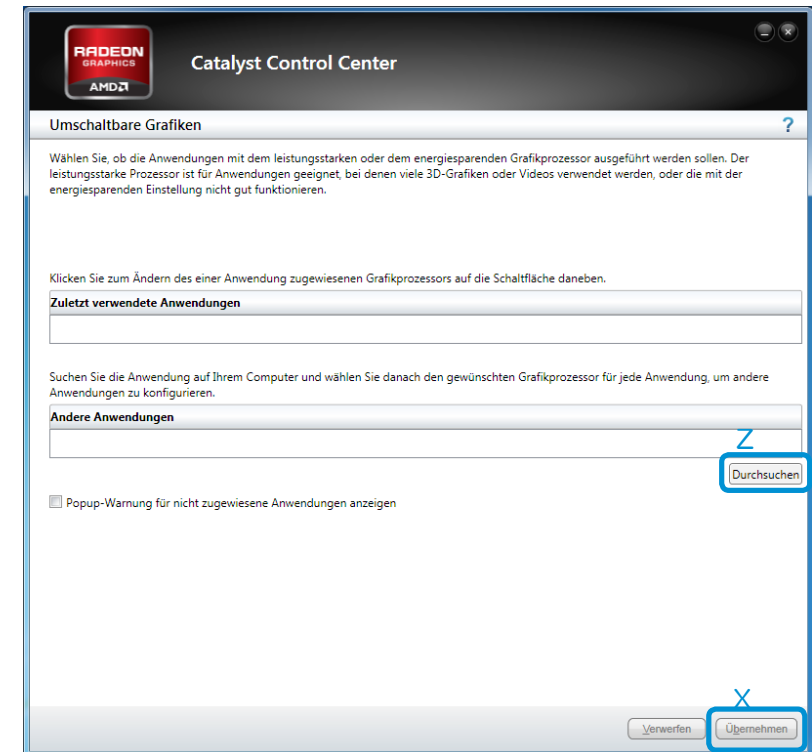 RADEON
GRAPHICS
AMD
Catalyst Control Center
Umschaltbare Grafiken
?
Wählen Sie, ob die Anwendungen mit dem leistungsstarken oder dem energiesparenden Grafikprozessor ausgeführt werden sollen. Der
leistungsstarke Prozessor ist für Anwendungen geeignet, bei denen viele 3D-Grafiken oder Videos verwendet werden, oder die mit der
energiesparenden Einstellung nicht gut funktionieren.
Klicken Sie zum Ändern des einer Anwendung zugewiesenen Grafikprozessors auf die Schaltfläche daneben.
Zuletzt verwendete Anwendungen
Suchen Sie die Anwendung auf Ihrem Computer und wählen Sie danach den gewünschten Grafikprozessor für jede Anwendung, um andere
Anwendungen zu konfigurieren.
Andere Anwendungen
Z
Durchsuchen
Popup-Warnung für nicht zugewiesene Anwendungen anzeigen
X
Verwerfen
Übernehmen